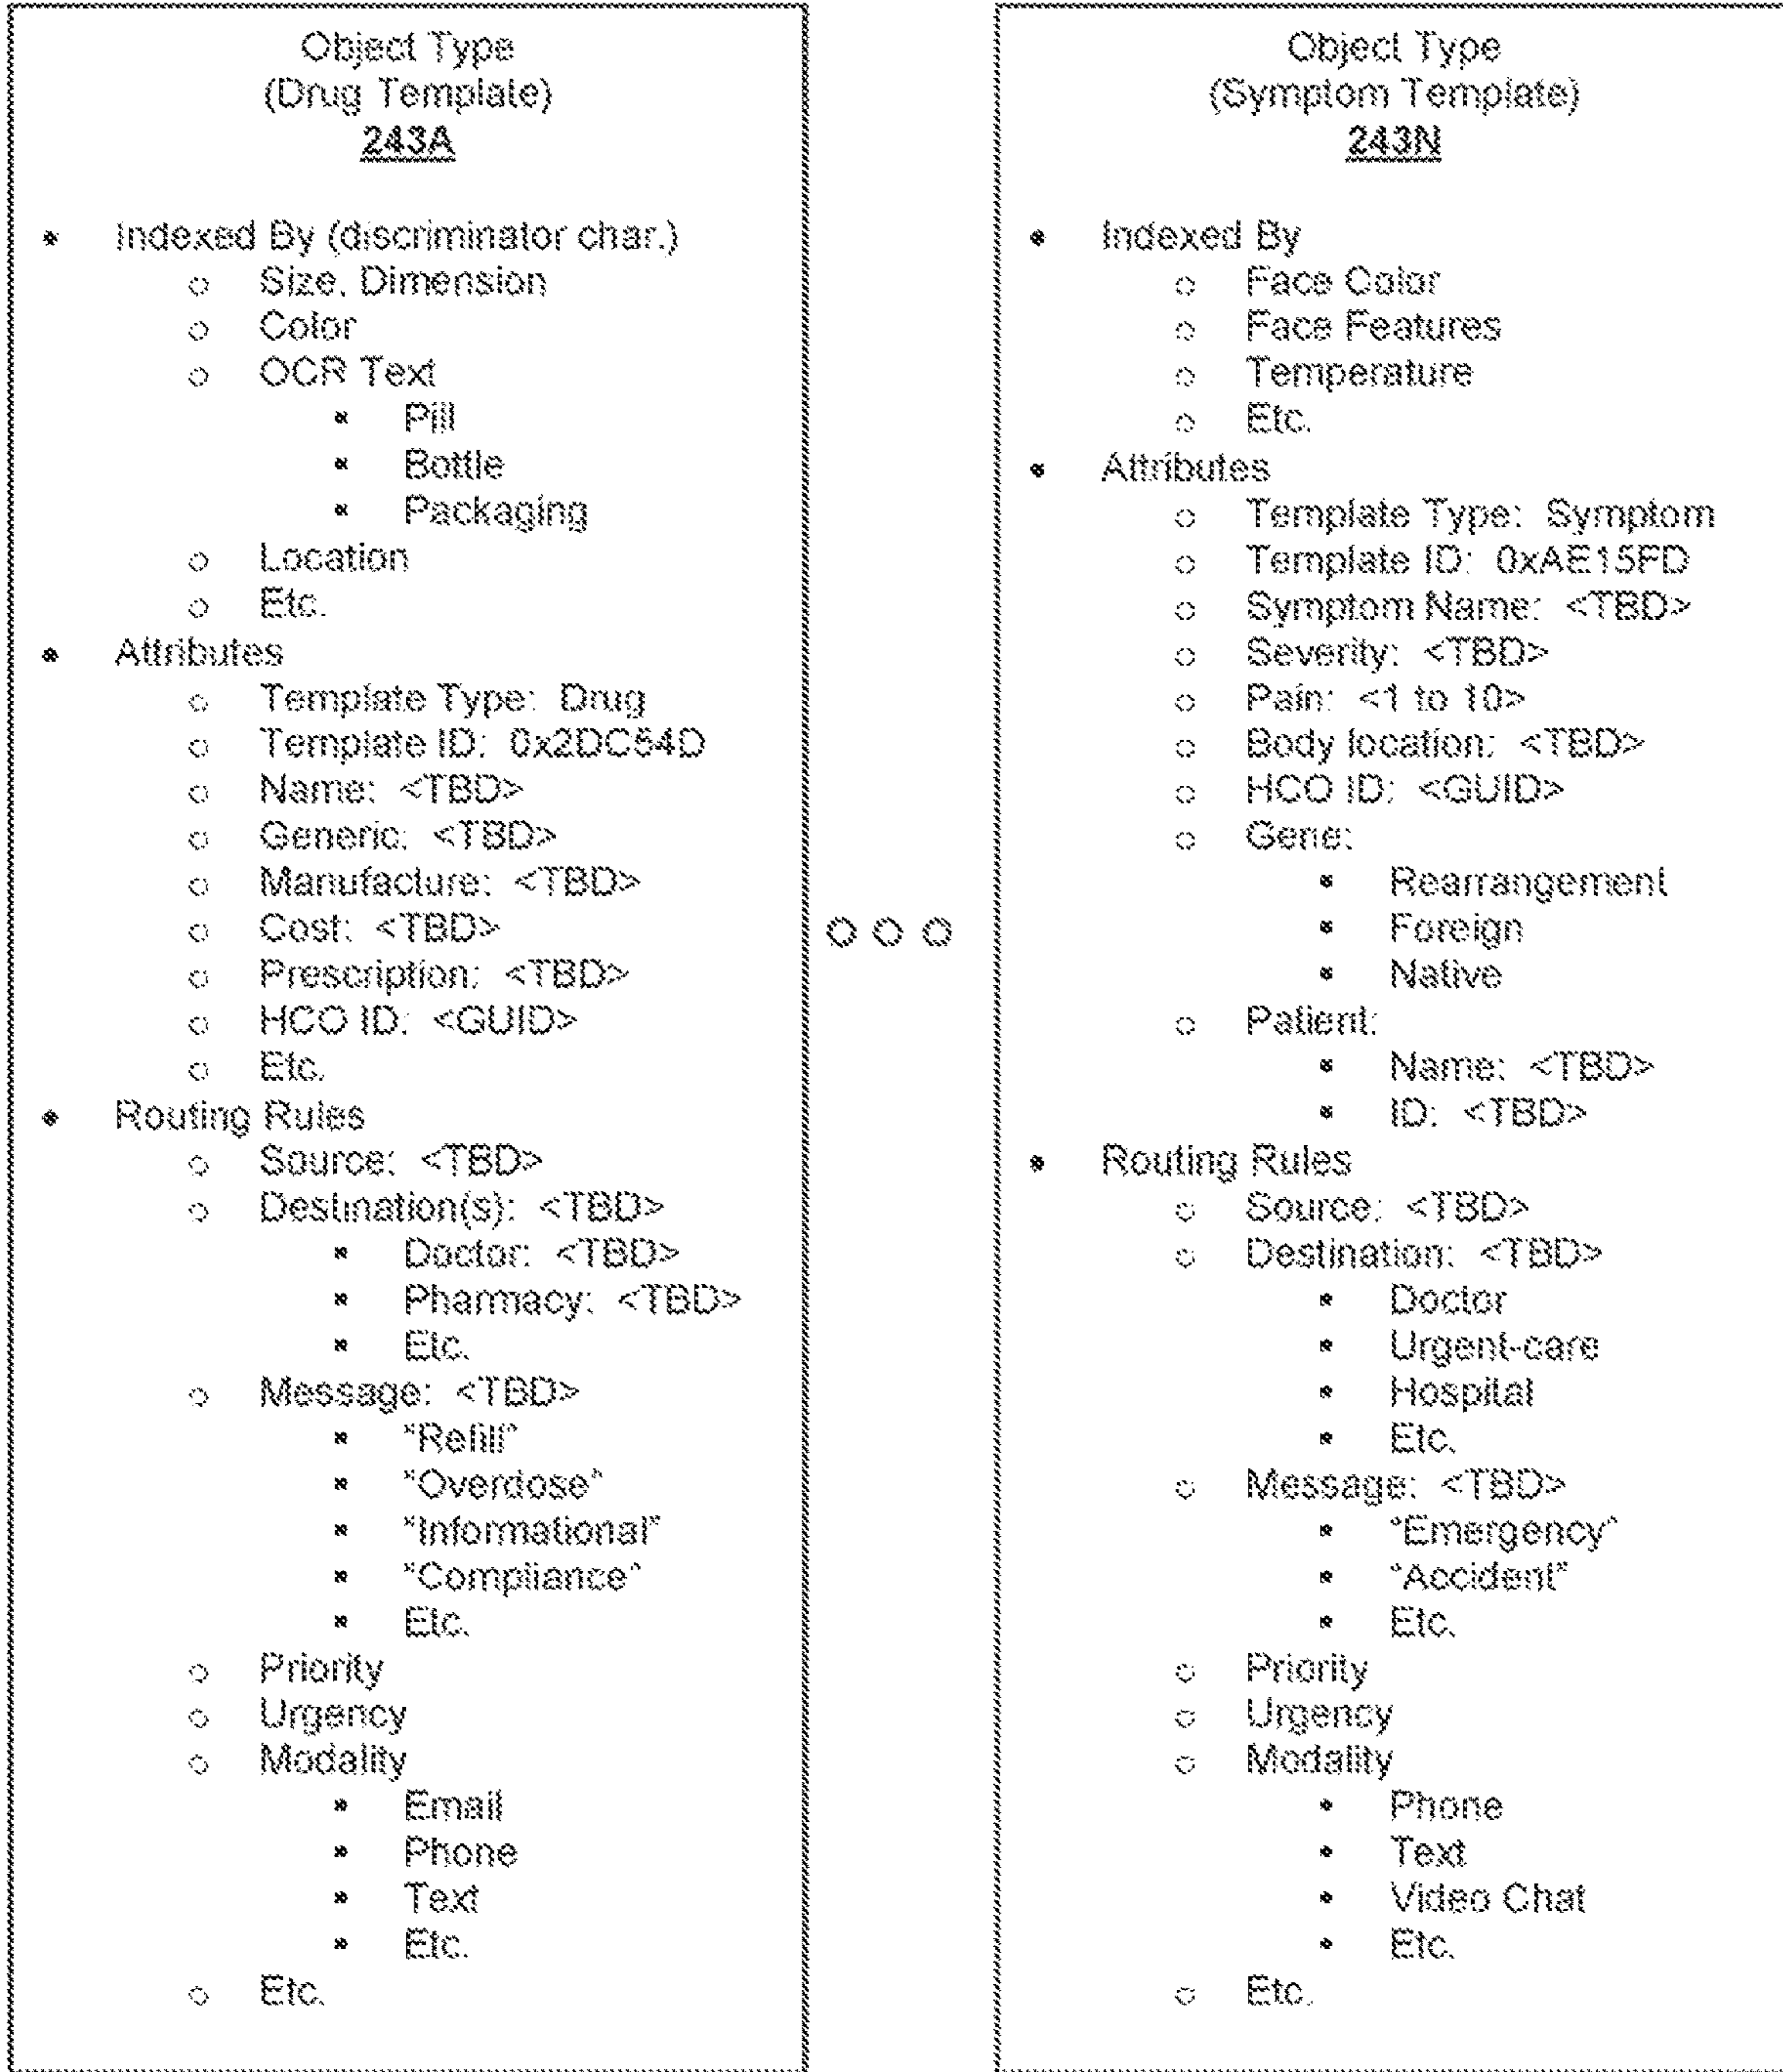 Object Type
(Drug Template)
243A
Indexed By (discriminator char.)
Size, Dimension
Color
OCR Text
Pill
Bottle
Packaging
Location
Etc.
Attributes
Template Type: Drug
Template ID: 0x2DC54D
Name: <TBD>
Generic: <TBD>
Manufacture: <TBD>
Cost: <TBD>
Prescription: <TBD>
HCO ID: <GUID>
Etc.
Routing Rules
Source: <TBD>
Destination(s): <TBD>
Doctor: <TBD>
Pharmacy: <TBD>
Etc.
Message: <TBD>
"Refill"
"Overdose"
"Informational"
"Compliance"
Etc.
Priority
Urgency
Modality
Email
Phone
Text
Etc.
Etc.
Object Type
(Symptom Template)
243N
Indexed By
Face Color
Face Features
Temperature
Etc.
Attributes
Template Type: Symptom
Template ID: 0xAE15FD
Symptom Name: <TBD>
Severity: <TBD>
Pain: <1 to 10>
Body location: <TBD>
HCO ID: <GUID>
Gene:
Rearrangement
Foreign
Native
Patient:
Name: <TBD>
ID: <TBD>
Routing Rules
Source: <TBD>
Destination: <TBD>
Doctor
Urgent-care
Hospital
Etc.
Message: <TBD>
"Emergency"
"Accident"
Etc.
Priority
Urgency
Modality
Phone
Text
Video Chat
Etc.
Etc.